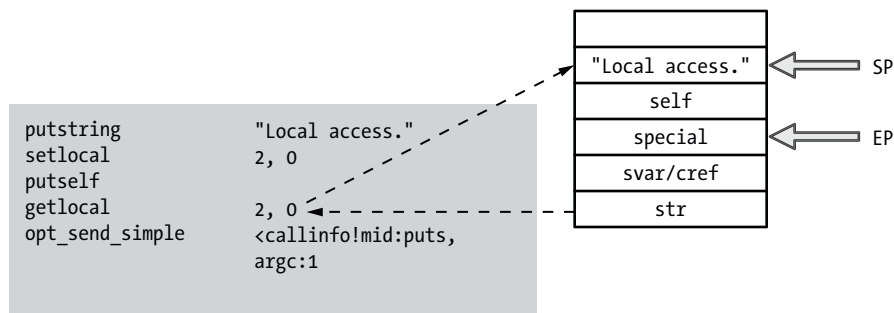 putstring "Local access."
setlocal 2, 0
putself
getlocal 2, 0
opt_send_simple <callinfo!mid:puts,
argc:1
"Local access."
self
special
svar/cref
str
SP
EP